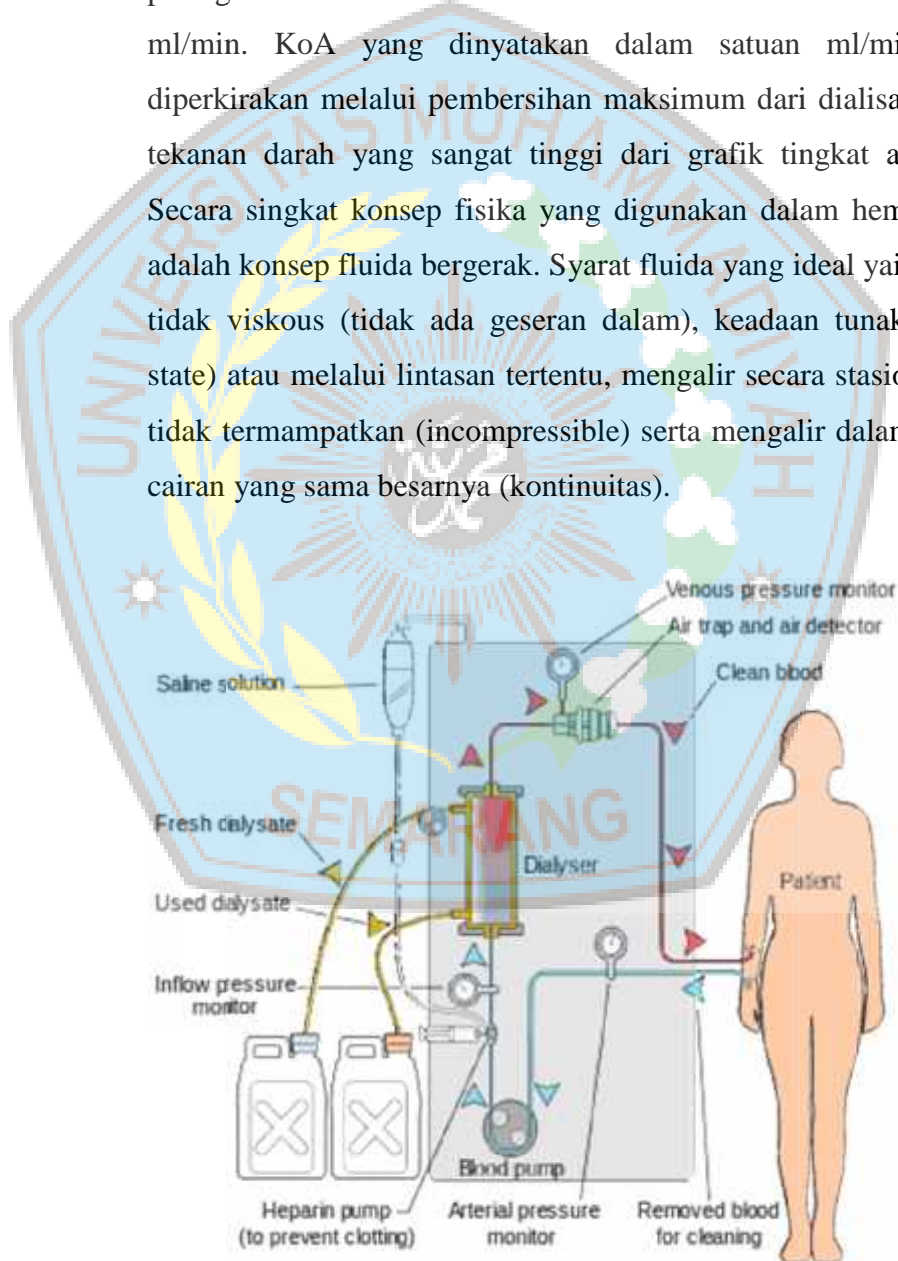 ml/min. KoA yang dinyatakan dalam satuan ml/mi
diperkirakan melalui pembersihan maksimum dari dialisa
tekanan darah yang sangat tinggi dari grafik tingkat a
Secara singkat konsep fisika yang digunakan dalam hem
adalah konsep fluida bergerak. Syarat fluida yang ideal yai
tidak viskous (tidak ada geseran dalam), keadaan tunak
state) atau melalui lintasan tertentu, mengalir secara stasio
tidak termampatkan (incompressible) serta mengalir dalam
cairan yang sama besarnya (kontinuitas).
UNIVERSITAS MUHAMMADIYAH
SEMARANG
Venous pressure monitor
Air trap and air detector
Saline solution
Clean blood
Fresh dialysate
Dialyser
Patient
Used dialysate
Inflow pressure
monitor
Blood pump
Heparin pump
(to prevent clotting)
Arterial pressure
monitor
Removed blood
for cleaning